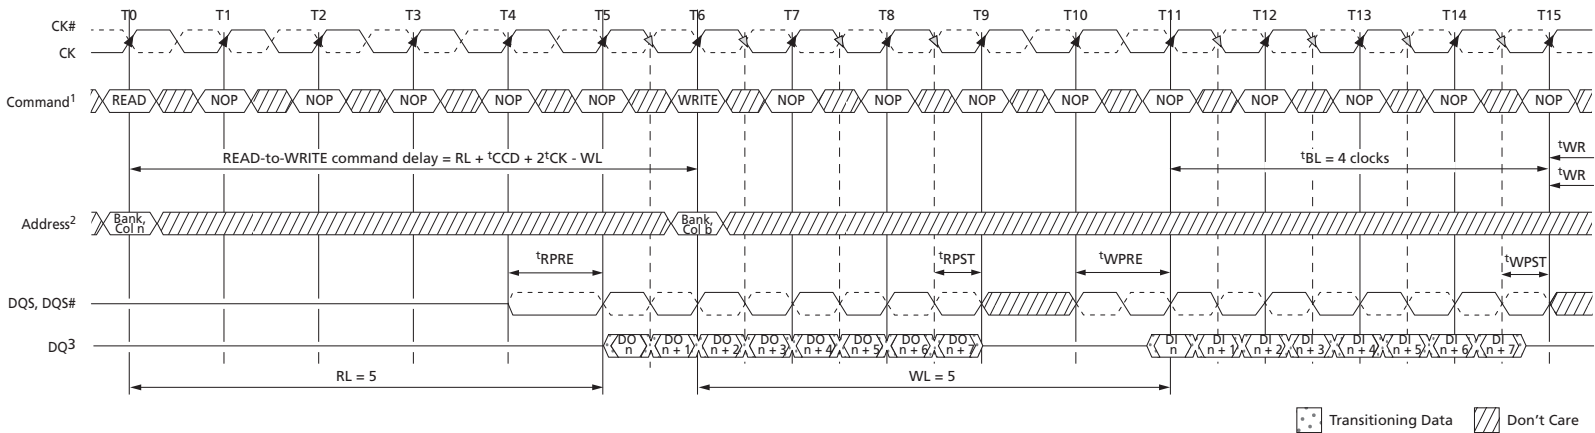 T0 T1 T2 T3 T4 T5 T6 T7 T8 T9 T10 T11 T12 T13 T14 T15
CK#
CK
Command1 READ NOP NOP NOP NOP NOP WRITE NOP NOP NOP NOP NOP NOP NOP NOP NOP
READ-to-WRITE command delay = RL + tCCD + 2tCK - WL
tBL = 4 clocks
tWR
tWR
Address2
Bank,
Col n
Bank,
Col b
tRPRE tRPST tWPRE tWPST
DQS, DQS#
DQ3
DO n
DO n + 1
DO n + 2
DO n + 3
DO n + 4
DO n + 5
DO n + 6
DO n + 7
DI n
DI n + 1
DI n + 2
DI n + 3
DI n + 4
DI n + 5
DI n + 6
DI n + 7
RL = 5 WL = 5
Transitioning Data Don't Care